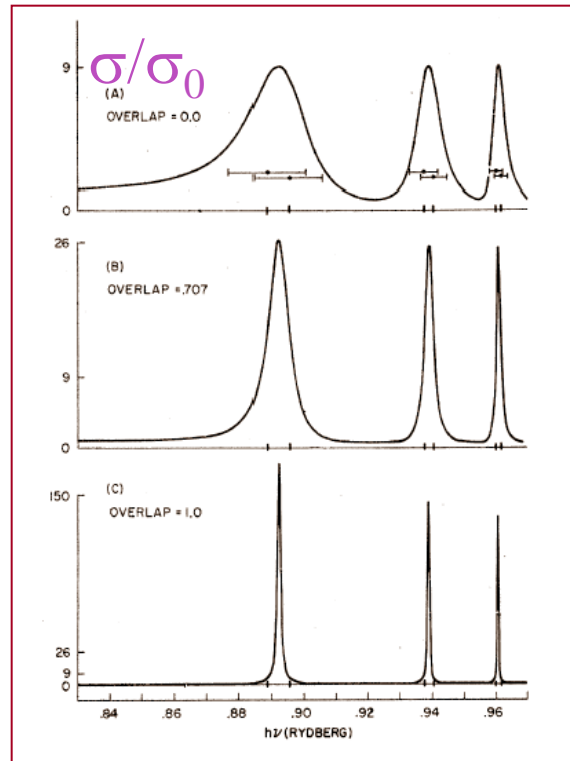 σ/σ0
9
(A)
OVERLAP = 0.0
0
26
(B)
OVERLAP = .707
9
0
150
(C)
OVERLAP = 1.0
26
9
0
.84 .86 .88 .90 .92 .94 .96
hν (RYDBERG)